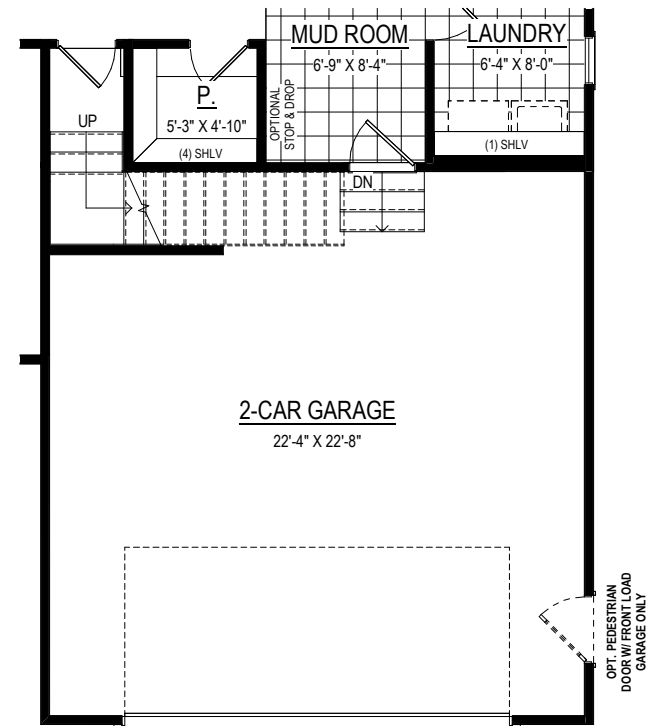 MUD ROOM
6'-9" X 8'-4"
LAUNDRY
6'-4" X 8'-0"
P.
5'-3" X 4'-10"
(4) SHLV
OPTIONAL
STOP & DROP
(1) SHLV
UP
DN
2-CAR GARAGE
22'-4" X 22'-8"
OPT. PEDESTRIAN
DOOR W/ FRONT LOAD
GARAGE ONLY